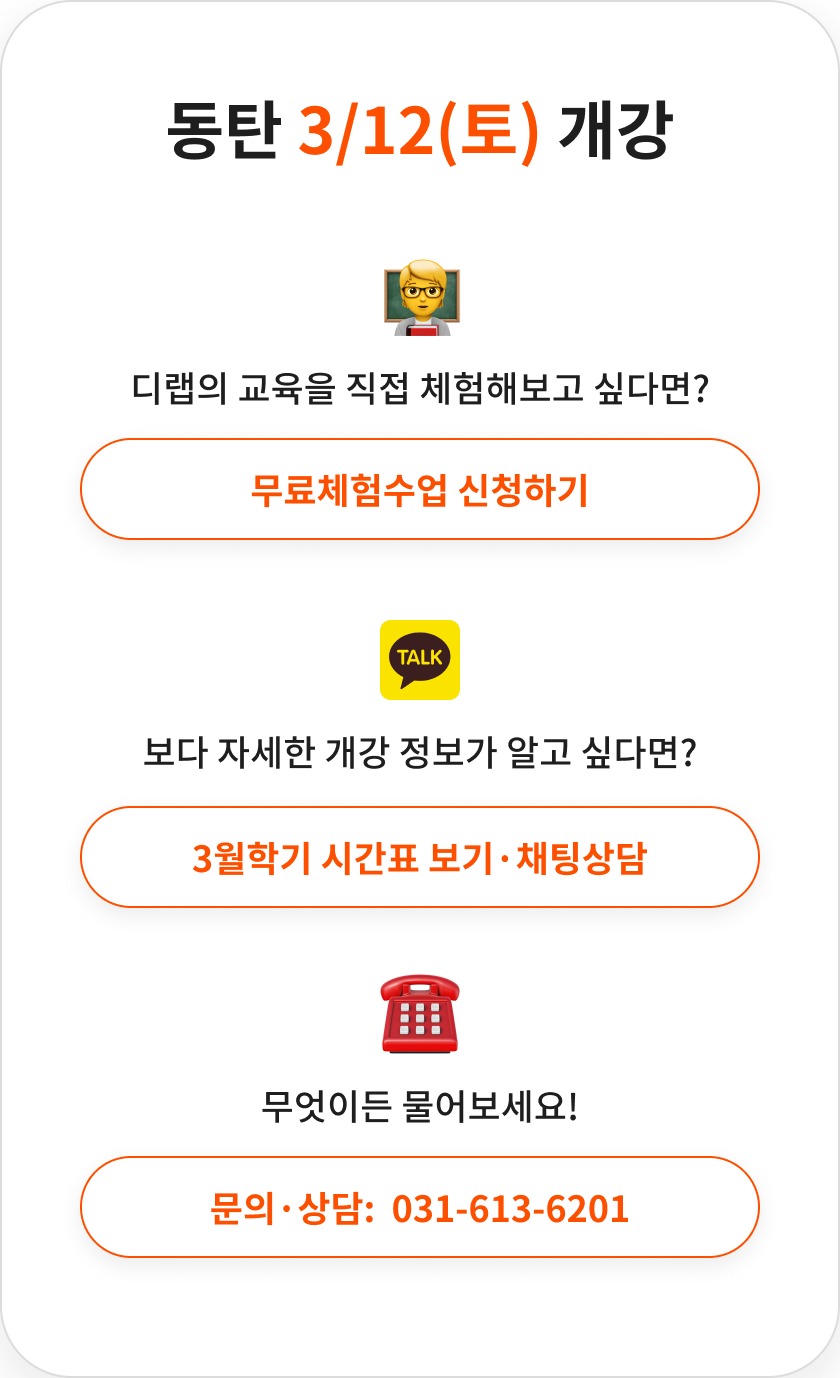 동탄 3/12(토) 개강
디랩의 교육을 직접 체험해보고 싶다면?
무료체험수업 신청하기
TALK
보다 자세한 개강 정보가 알고 싶다면?
3월학기 시간표 보기·채팅상담
무엇이든 물어보세요!
문의·상담: 031-613-6201